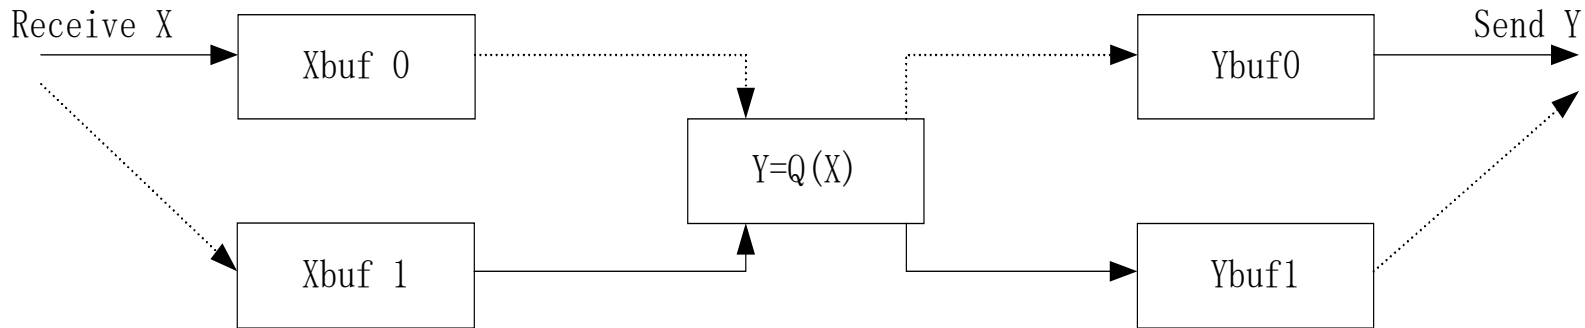 Receive X
Send Y
Xbuf 0
Ybuf0
Y=Q(X)
Xbuf 1
Ybuf1